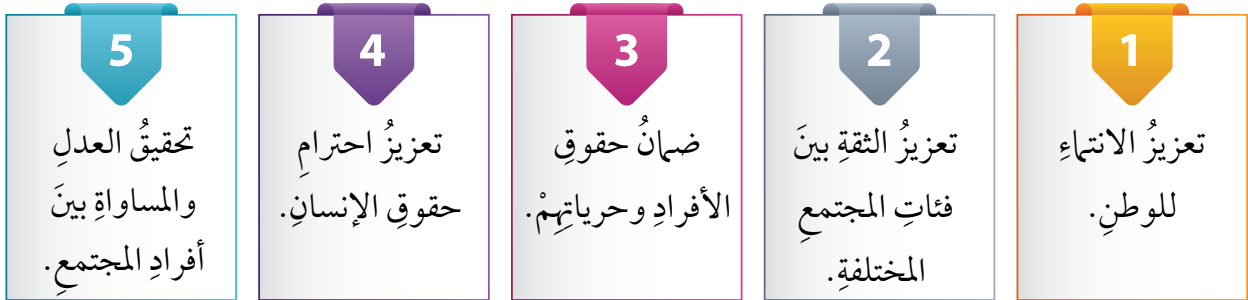 1
تعزيزُ الانتماءِ
للوطنِ.
2
تعزيزُ الثقةِ بينَ
فئاتِ المجتمعِ
المختلفةِ.
3
ضمانُ حقوقِ
الأفرادِ وحرياتِهِمْ.
4
تعزيزُ احترامِ
حقوقِ الإنسانِ.
5
تحقيقُ العدلِ
والمساواةِ بينَ
أفرادِ المجتمعِ.